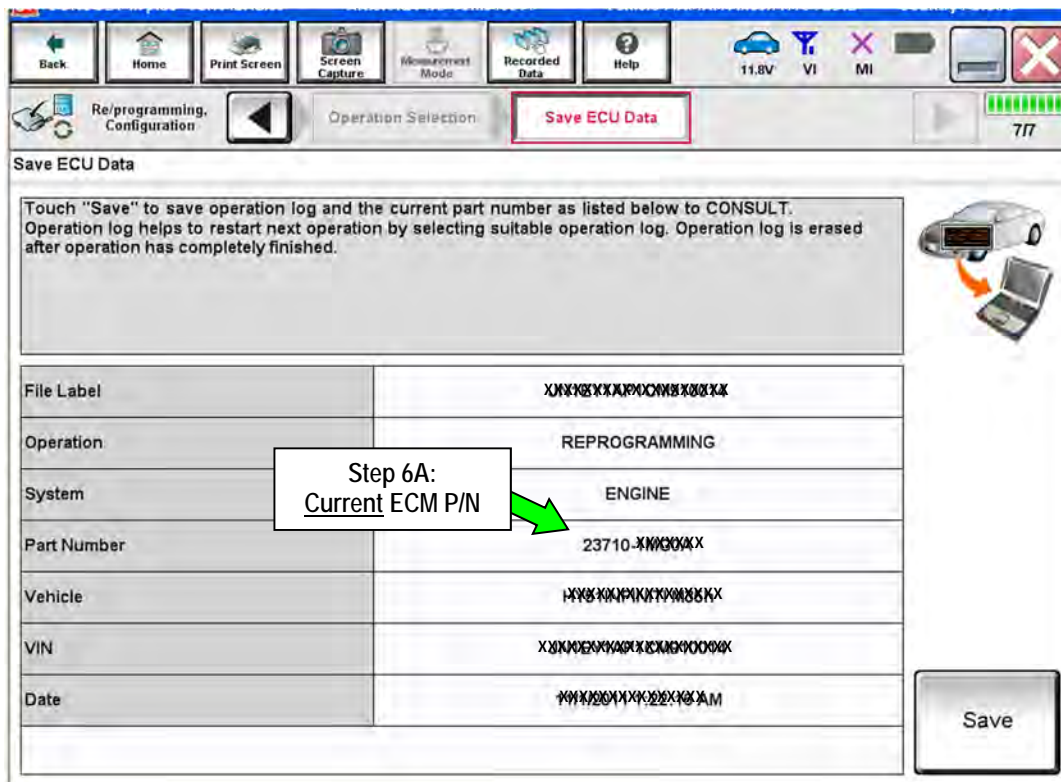 Back
Home
Print Screen
Screen Capture
Measurement Mode
Recorded Data
Help
11.8V
VI
MI
Re/programming, Configuration
Operation Selection
Save ECU Data
7/7
Save ECU Data
Touch "Save" to save operation log and the current part number as listed below to CONSULT.
Operation log helps to restart next operation by selecting suitable operation log. Operation log is erased
after operation has completely finished.
File Label
Operation
REPROGRAMMING
System
ENGINE
Step 6A:
Current ECM P/N
Part Number
23710-
Vehicle
VIN
Date
AM
Save